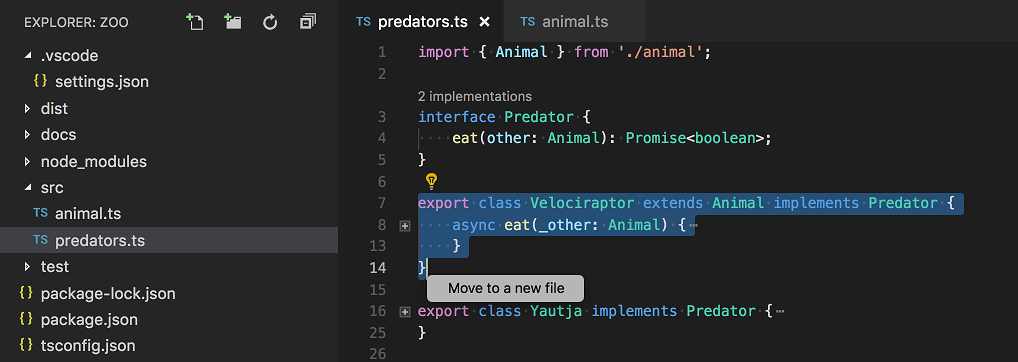 EXPLORER: ZOO
.vscode
{} settings.json
dist
docs
node_modules
src
TS animal.ts
TS predators.ts
test
{} package-lock.json
{} package.json
{} tsconfig.json
TS predators.ts ×
TS animal.ts
1 import { Animal } from './animal';
2
2 implementations
3 interface Predator {
4 ····eat(other: Animal): Promise<boolean>;
5 }
6
7 export class Velociraptor extends Animal implements Predator {
8 ····async eat(_other: Animal) {⋯
13 ····}
14 }
Move to a new file
15
16 export class Yautja implements Predator {⋯
25 }
26